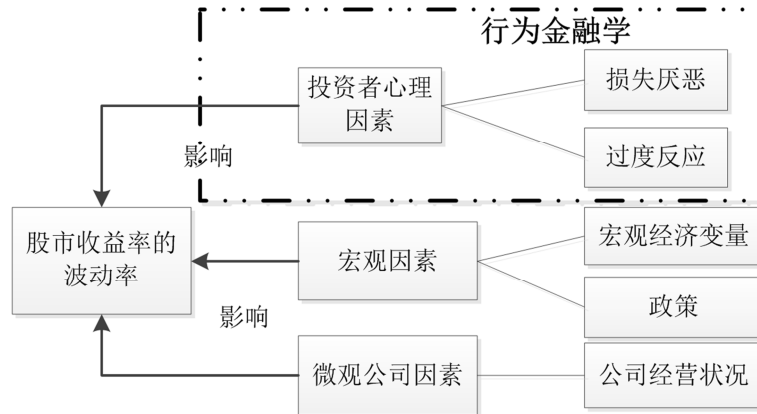 行为金融学
投资者心理
因素
损失厌恶
过度反应
影响
股市收益率的
波动率
宏观因素
宏观经济变量
政策
影响
微观公司因素
公司经营状况